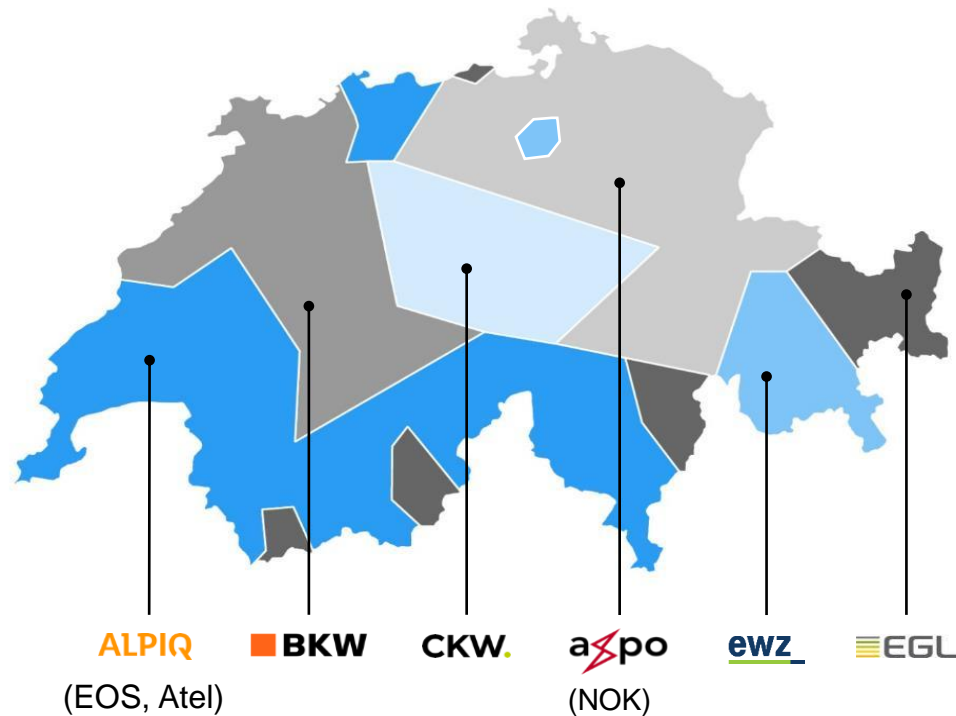 ALPIQ BKW CKW. axpo ewz EGL
(EOS, Atel) (NOK)